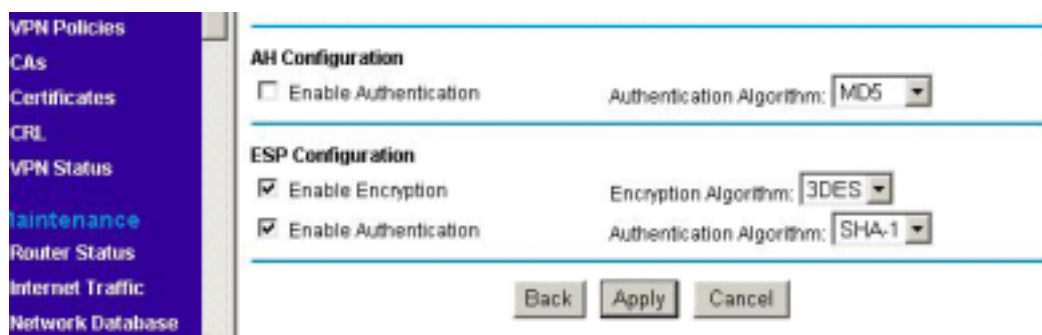 VPN Policies
CAs
Certificates
CRL
VPN Status
Maintenance
Router Status
Internet Traffic
Network Database
AH Configuration
Enable Authentication Authentication Algorithm: MD5
ESP Configuration
Enable Encryption Encryption Algorithm: 3DES
Enable Authentication Authentication Algorithm: SHA-1
Back Apply Cancel